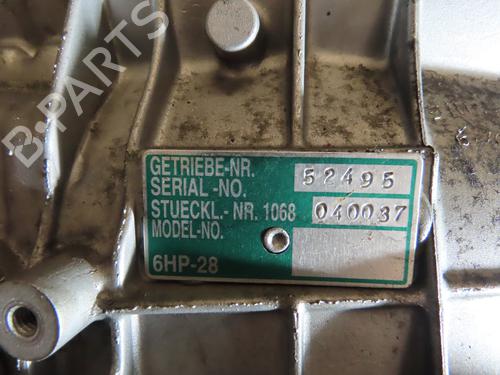 B·PARTS
GETRIEBE-NR.
SERIAL -NO. 52495
STUECKL.- NR. 1068 040037
MODEL-NO.
6HP-28